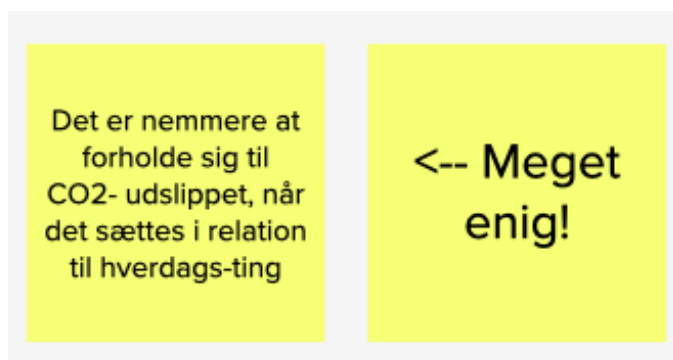 Det er nemmere at
forholde sig til
CO2- udslippet, når
det sættes i relation
til hverdags-ting
<-- Meget
enig!